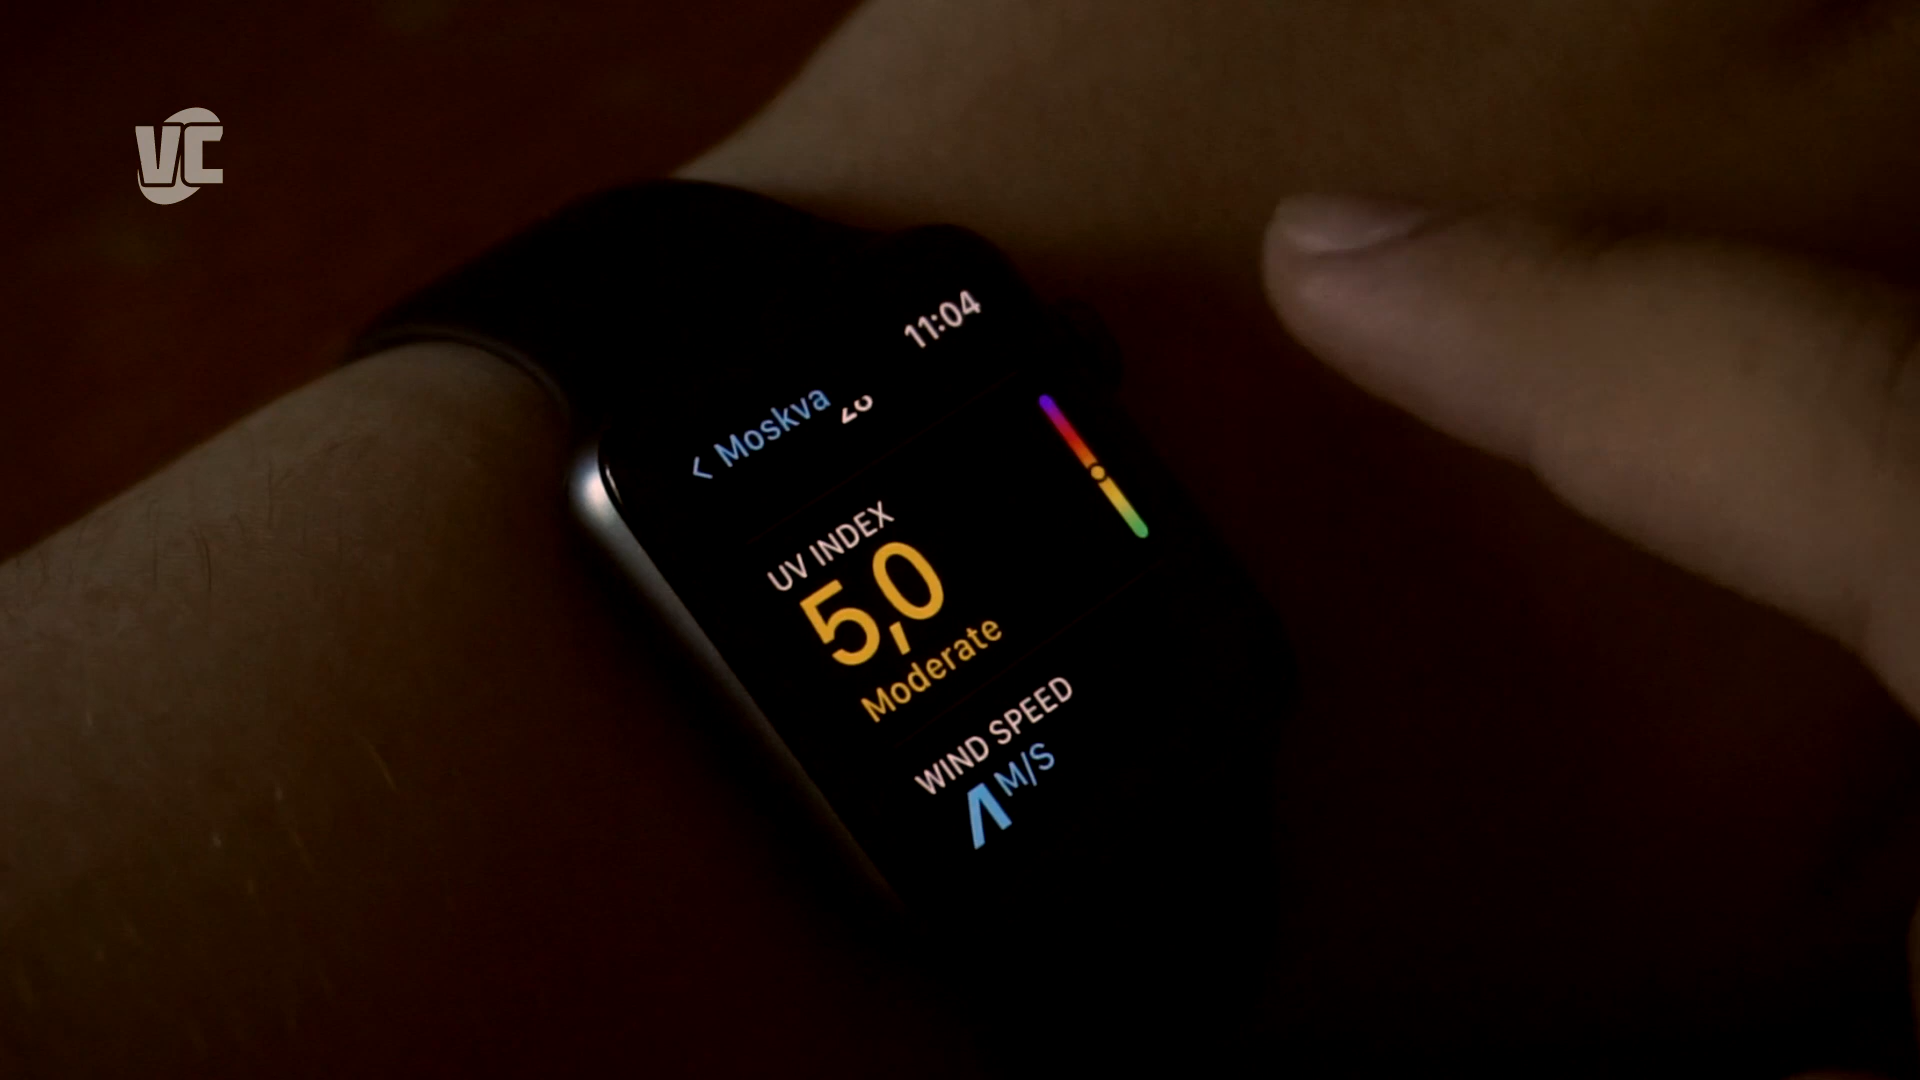 VC
11:04
< Moskva
UV INDEX
5,0
Moderate
WIND SPEED
M/S